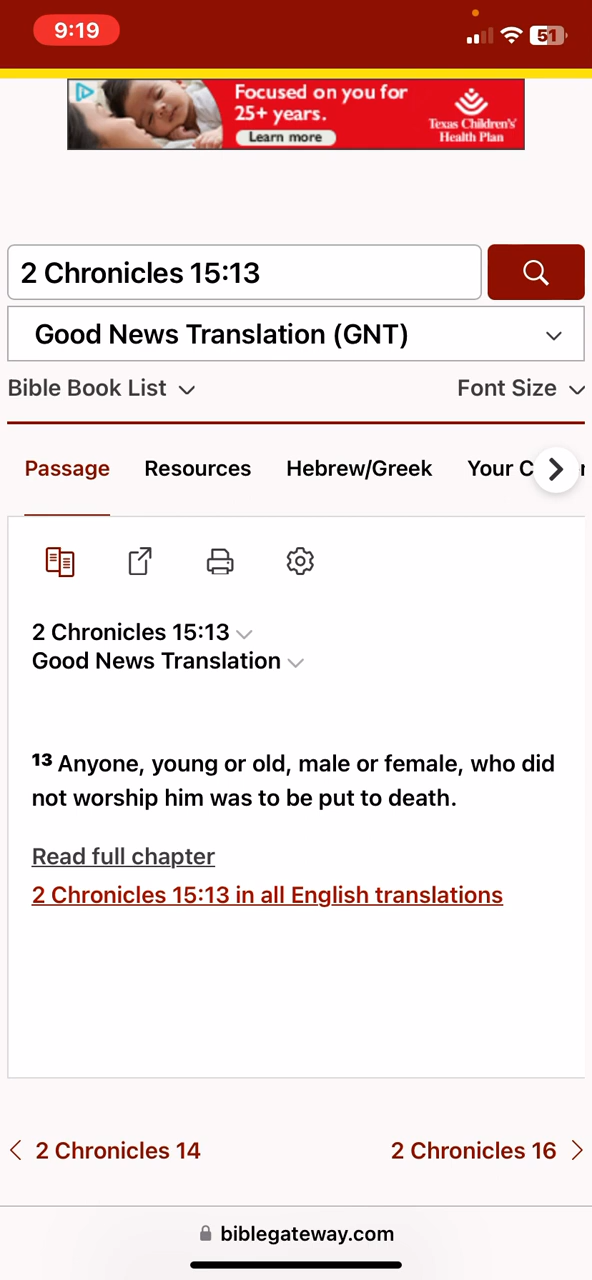 9:19
51
Focused on you for
25+ years.
Learn more
Texas Children's
Health Plan
2 Chronicles 15:13
Good News Translation (GNT)
Bible Book List
Font Size
Passage Resources Hebrew/Greek Your C
2 Chronicles 15:13
Good News Translation
13 Anyone, young or old, male or female, who did
not worship him was to be put to death.
Read full chapter
2 Chronicles 15:13 in all English translations
2 Chronicles 14
2 Chronicles 16
biblegateway.com